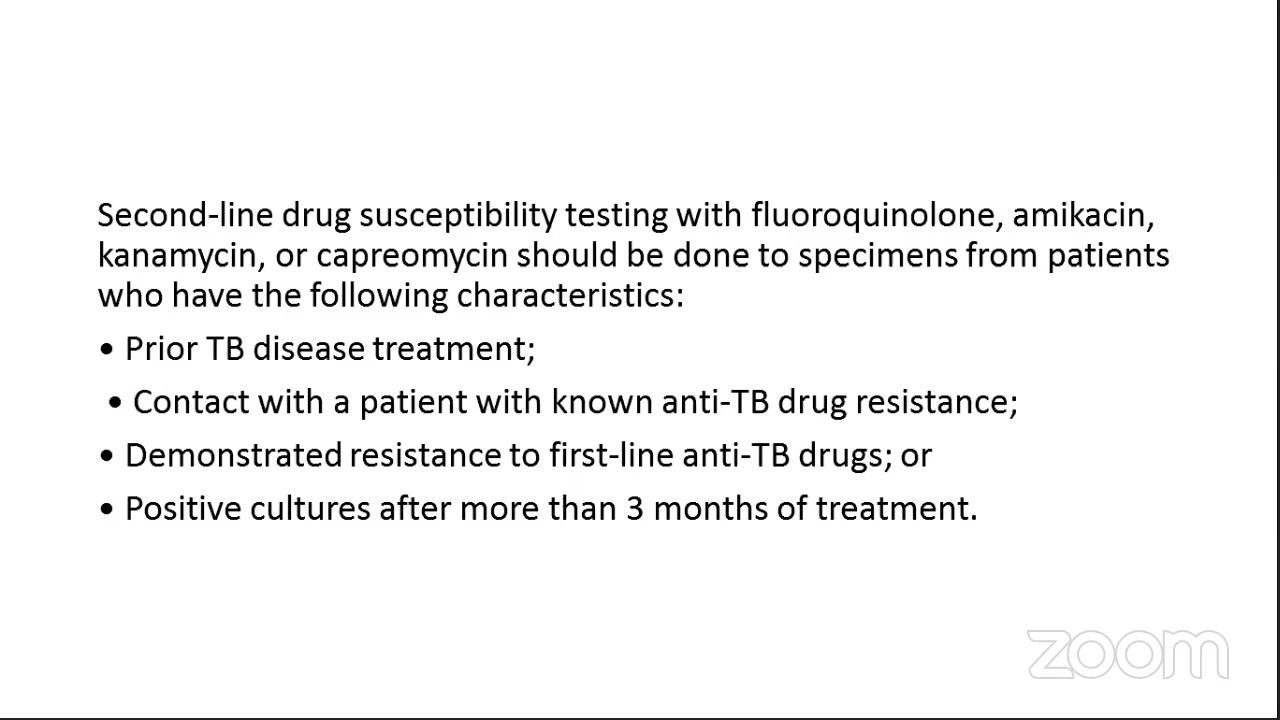 Second-line drug susceptibility testing with fluoroquinolone, amikacin,
kanamycin, or capreomycin should be done to specimens from patients
who have the following characteristics:
• Prior TB disease treatment;
• Contact with a patient with known anti-TB drug resistance;
• Demonstrated resistance to first-line anti-TB drugs; or
• Positive cultures after more than 3 months of treatment.
zoom